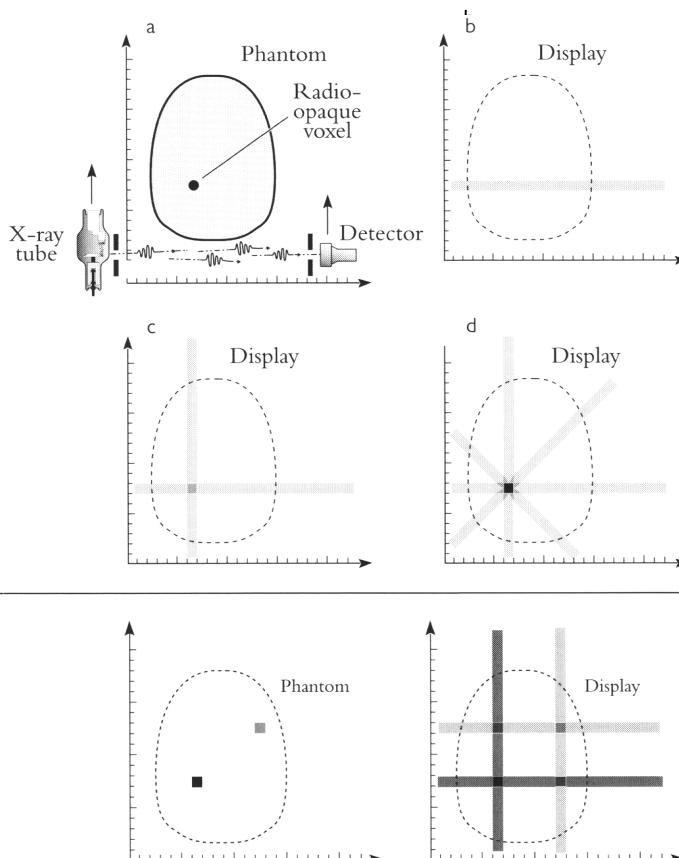 a
Phantom
Radio-
opaque
voxel
X-ray
tube
Detector
b
Display
c
Display
d
Display
Phantom
Display